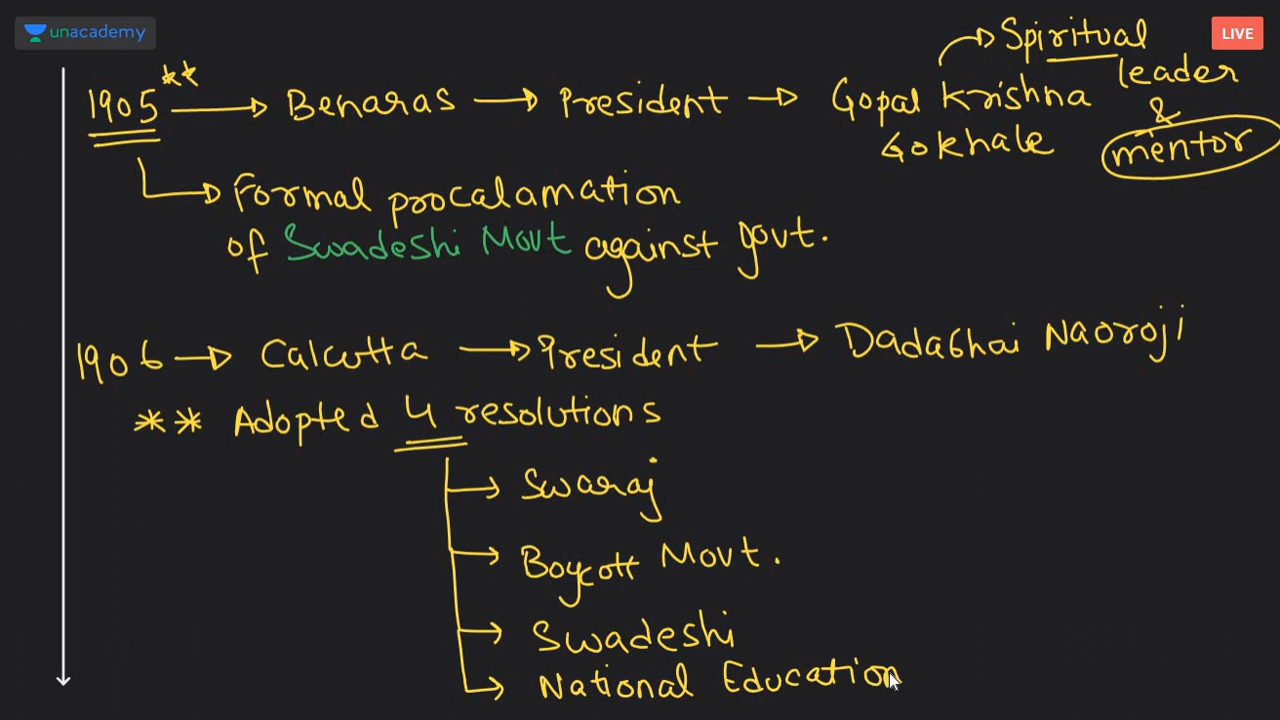 unacademy
LIVE
Spiritual
leader
&
mentor
1905** → Benaras → President → Gopal Krishna
Gokhale
Formal procalamation
of Swadeshi Movt against govt.
1906 → Calcutta → President → Dadabhai Naoroji
** Adopted 4 resolutions
→ Swaraj
→ Boycott Movt.
→ Swadeshi
→ National Education